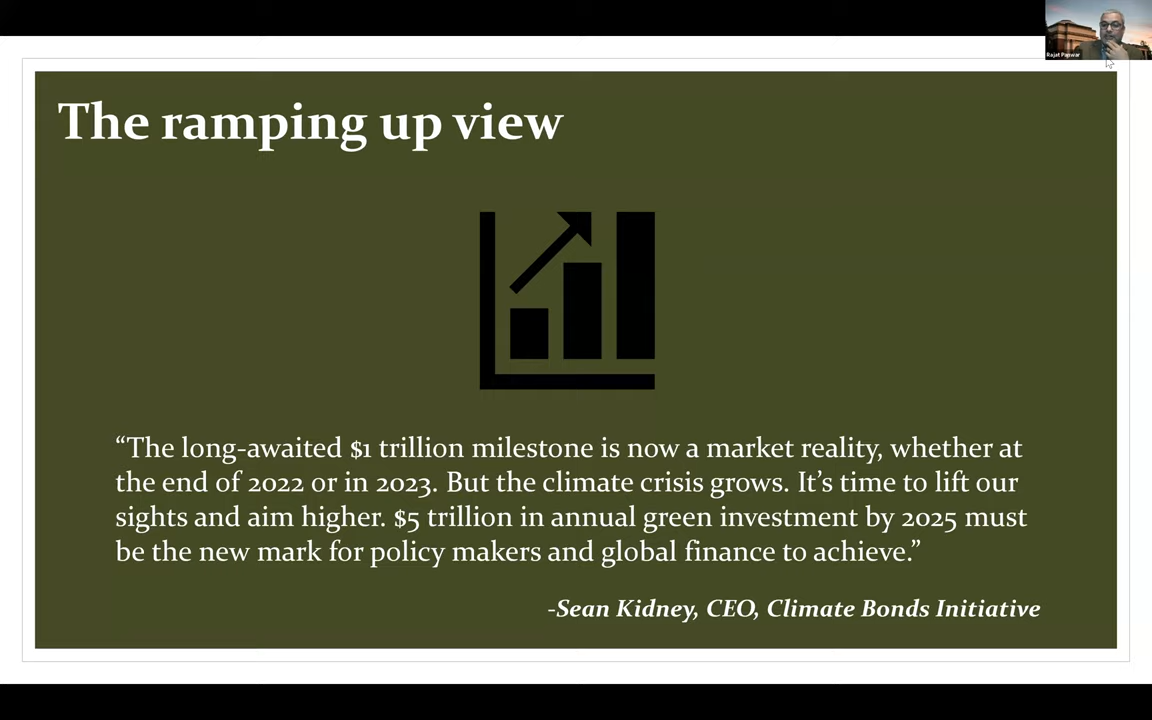 Rajat Panwar
The ramping up view
“The long-awaited $1 trillion milestone is now a market reality, whether at
the end of 2022 or in 2023. But the climate crisis grows. It’s time to lift our
sights and aim higher. $5 trillion in annual green investment by 2025 must
be the new mark for policy makers and global finance to achieve.”
-Sean Kidney, CEO, Climate Bonds Initiative